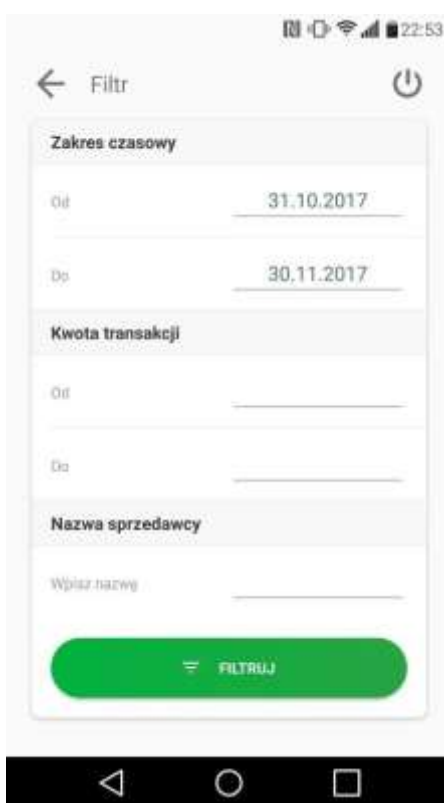 22:53
Filtr
Zakres czasowy
Od 31.10.2017
Do 30.11.2017
Kwota transakcji
Od
Do
Nazwa sprzedawcy
Wpisz nazwę
FILTRUJ